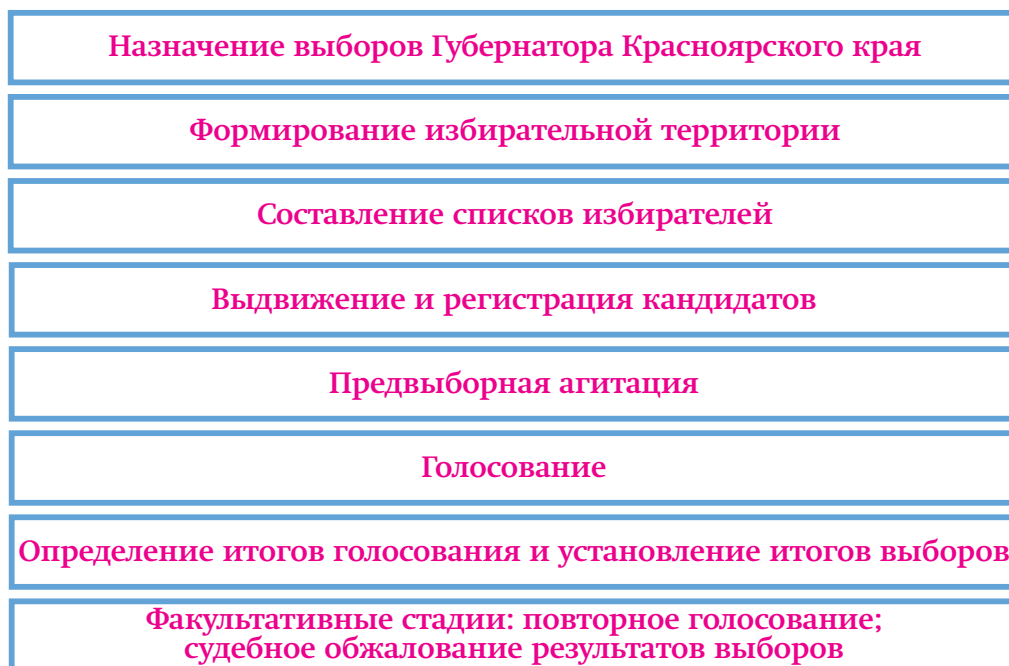 Назначение выборов Губернатора Красноярского края
Формирование избирательной территории
Составление списков избирателей
Выдвижение и регистрация кандидатов
Предвыборная агитация
Голосование
Определение итогов голосования и установление итогов выборов
Факультативные стадии: повторное голосование;
судебное обжалование результатов выборов